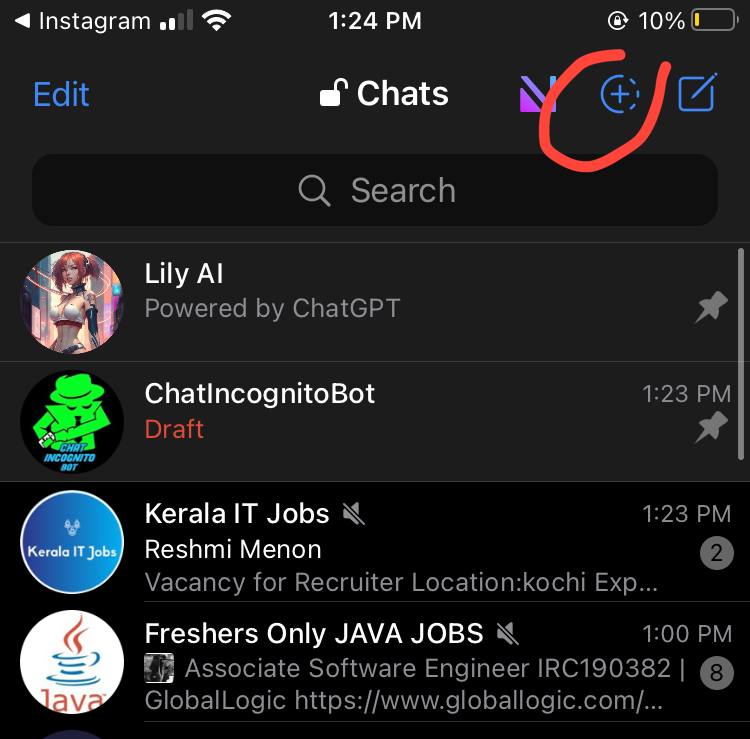 Instagram 1:24 PM 10%
Edit Chats
Search
Lily AI
Powered by ChatGPT
ChatIncognitoBot 1:23 PM
Draft
CHAT
INCOGNITO
BOT
Kerala IT Jobs 1:23 PM
Kerala IT Jobs
Reshmi Menon 2
Vacancy for Recruiter Location:kochi Exp...
Freshers Only JAVA JOBS 1:00 PM
Associate Software Engineer IRC190382 | 8
GlobalLogic https://www.globallogic.com/...
Java